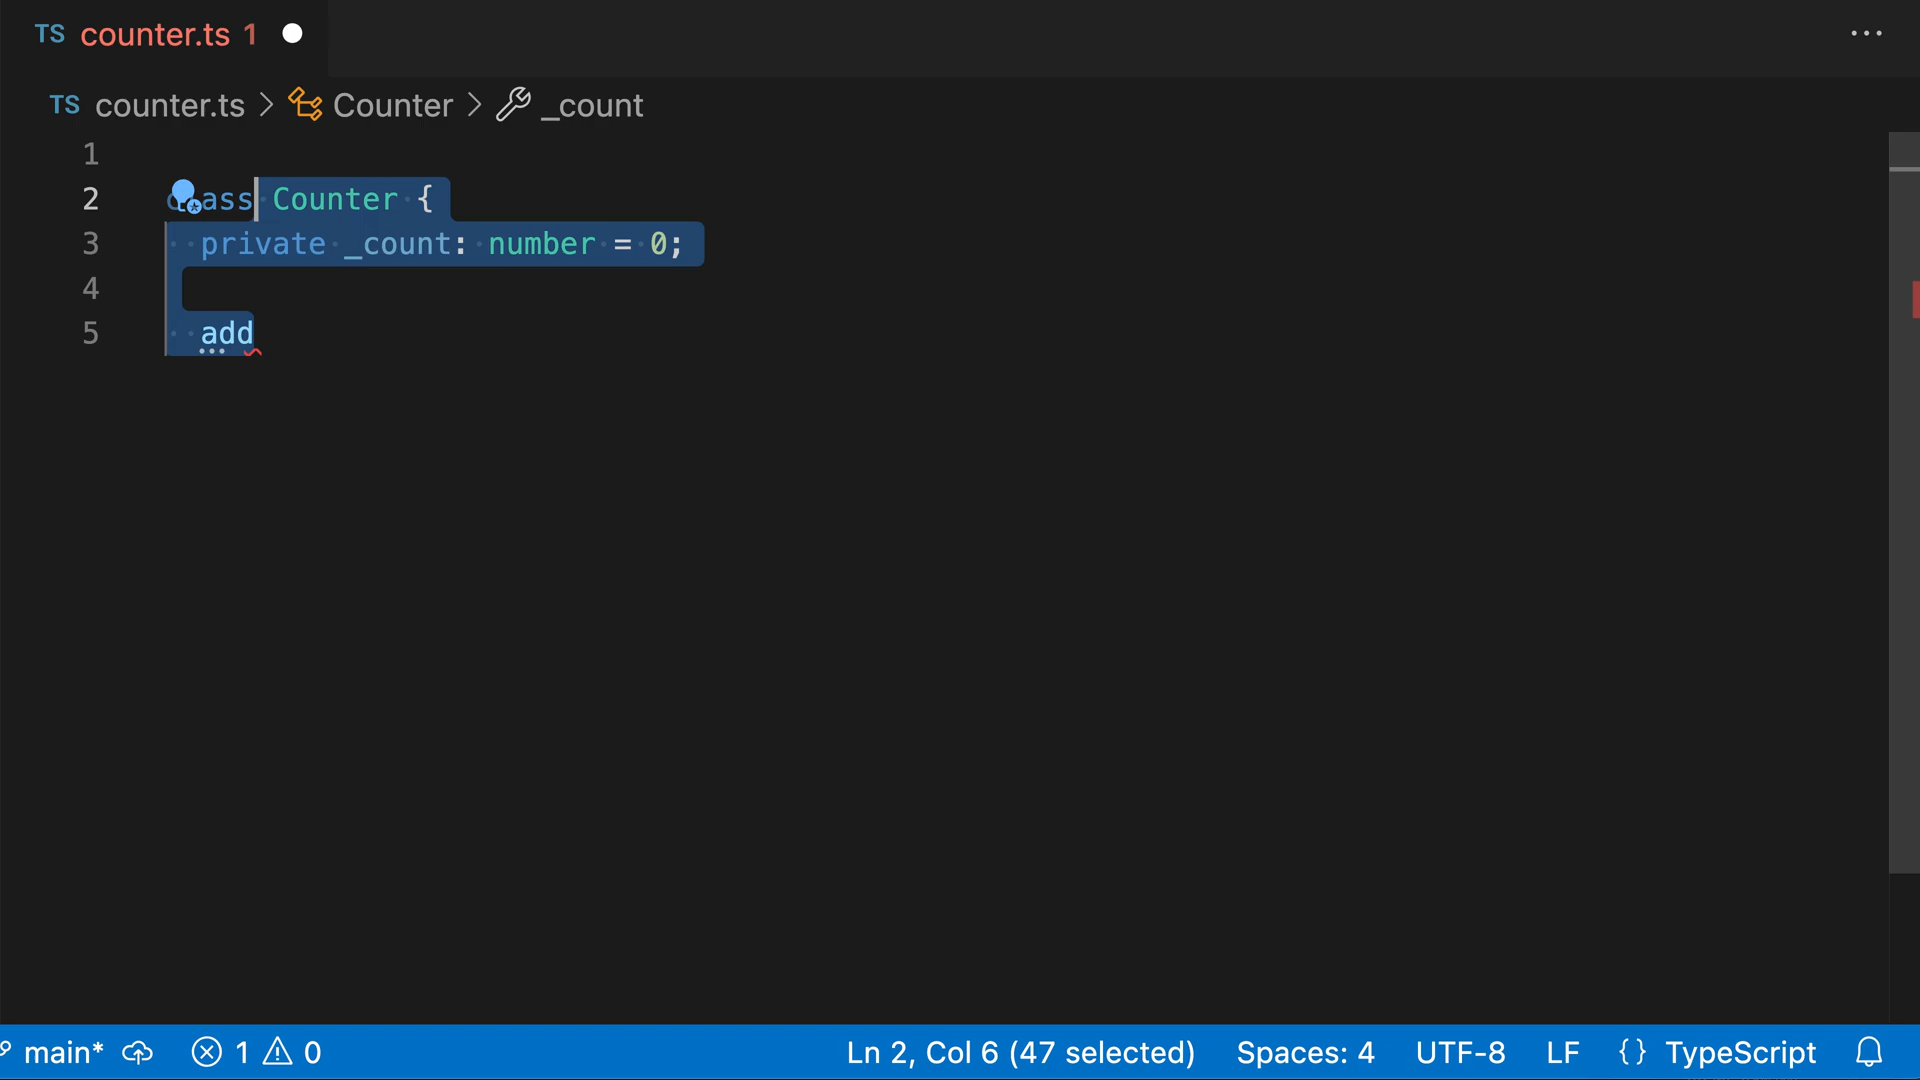 TS counter.ts 1
TS counter.ts > Counter > _count
1
2 class Counter {
3 private _count: number = 0;
4
5 add
main* 1 0 Ln 2, Col 6 (47 selected) Spaces: 4 UTF-8 LF {} TypeScript